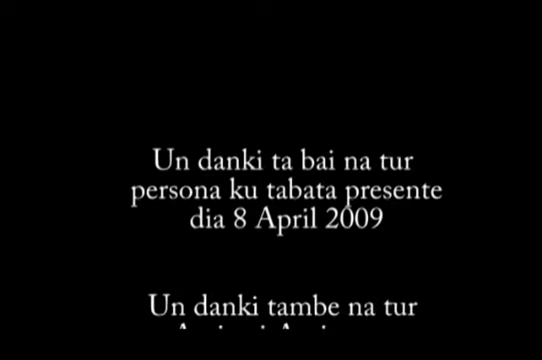 Un danki ta bai na tur
persona ku tabata presente
dia 8 April 2009
Un danki tambe na tur